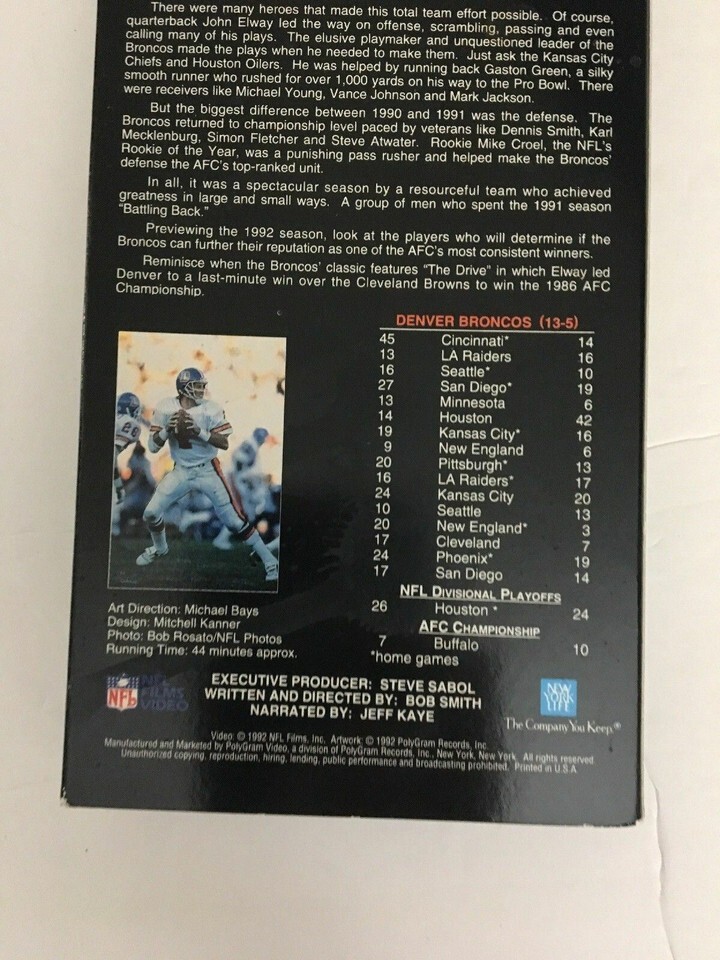 There were many heroes that made this total team effort possible. Of course,
quarterback John Elway led the way on offense, scrambling, passing and even
calling many of his plays. The elusive playmaker and unquestioned leader of the
Broncos made the plays when he needed to make them. Just ask the Kansas City
Chiefs and Houston Oilers. He was helped by running back Gaston Green, a silky
smooth runner who rushed for over 1,000 yards on his way to the Pro Bowl. There
were receivers like Michael Young, Vance Johnson and Mark Jackson.
But the biggest difference between 1990 and 1991 was the defense. The
Broncos returned to championship level paced by veterans like Dennis Smith, Karl
Mecklenburg, Simon Fletcher and Steve Atwater. Rookie Mike Croel, the NFL's
Rookie of the Year, was a punishing pass rusher and helped make the Broncos'
defense the AFC's top-ranked unit.
In all, it was a spectacular season by a resourceful team who achieved
greatness in large and small ways. A group of men who spent the 1991 season
"Battling Back."
Previewing the 1992 season, look at the players who will determine if the
Broncos can further their reputation as one of the AFC's most consistent winners.
Reminisce when the Broncos' classic features "The Drive" in which Elway led
Denver to a last-minute win over the Cleveland Browns to win the 1986 AFC
Championship.
DENVER BRONCOS (13-5)
45 Cincinnati* 14
13 LA Raiders 16
16 Seattle* 10
27 San Diego* 19
13 Minnesota 6
14 Houston 42
19 Kansas City* 16
9 New England 6
20 Pittsburgh* 13
16 LA Raiders* 17
24 Kansas City 20
10 Seattle 13
20 New England* 3
17 Cleveland 7
24 Phoenix* 19
17 San Diego 14
NFL DIVISIONAL PLAYOFFS
26 Houston * 24
AFC CHAMPIONSHIP
7 Buffalo 10
*home games
Art Direction: Michael Bays
Design: Mitchell Kanner
Photo: Bob Rosato/NFL Photos
Running Time: 44 minutes approx.
NFL
NFL
FILMS
VIDEO
EXECUTIVE PRODUCER: STEVE SABOL
WRITTEN AND DIRECTED BY: BOB SMITH
NARRATED BY: JEFF KAYE
NEW
YORK
LIFE
The Company You Keep®
Video: © 1992 NFL Films, Inc. Artwork: © 1992 PolyGram Records, Inc.
Manufactured and Marketed by PolyGram Video, a division of PolyGram Records, Inc., New York, New York. All rights reserved
Unauthorized copying, reproduction, hiring, lending, public performance and broadcasting prohibited. Printed in U.S.A.